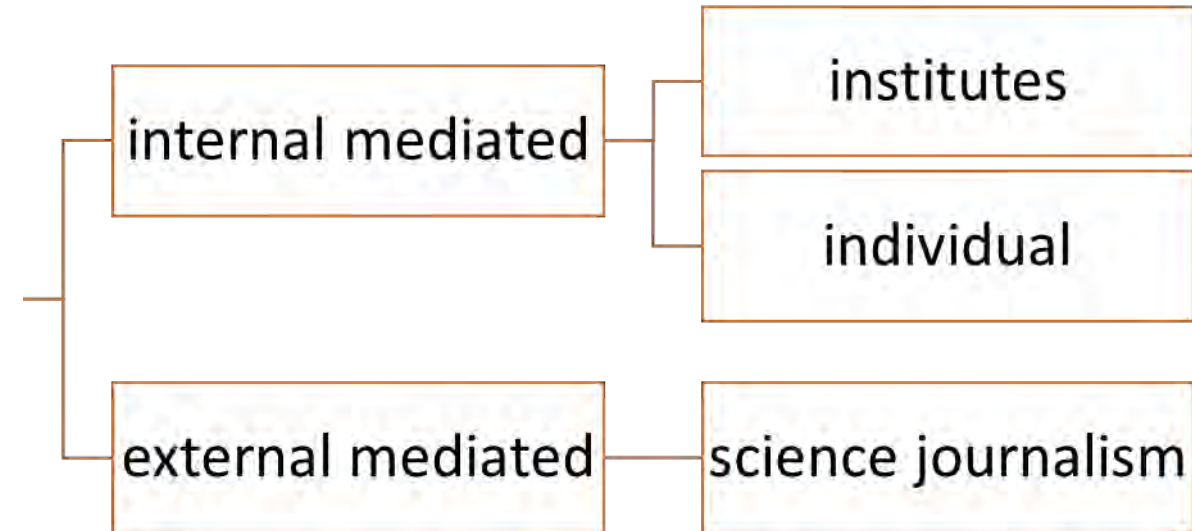 internal mediated
institutes
individual
external mediated
science journalism